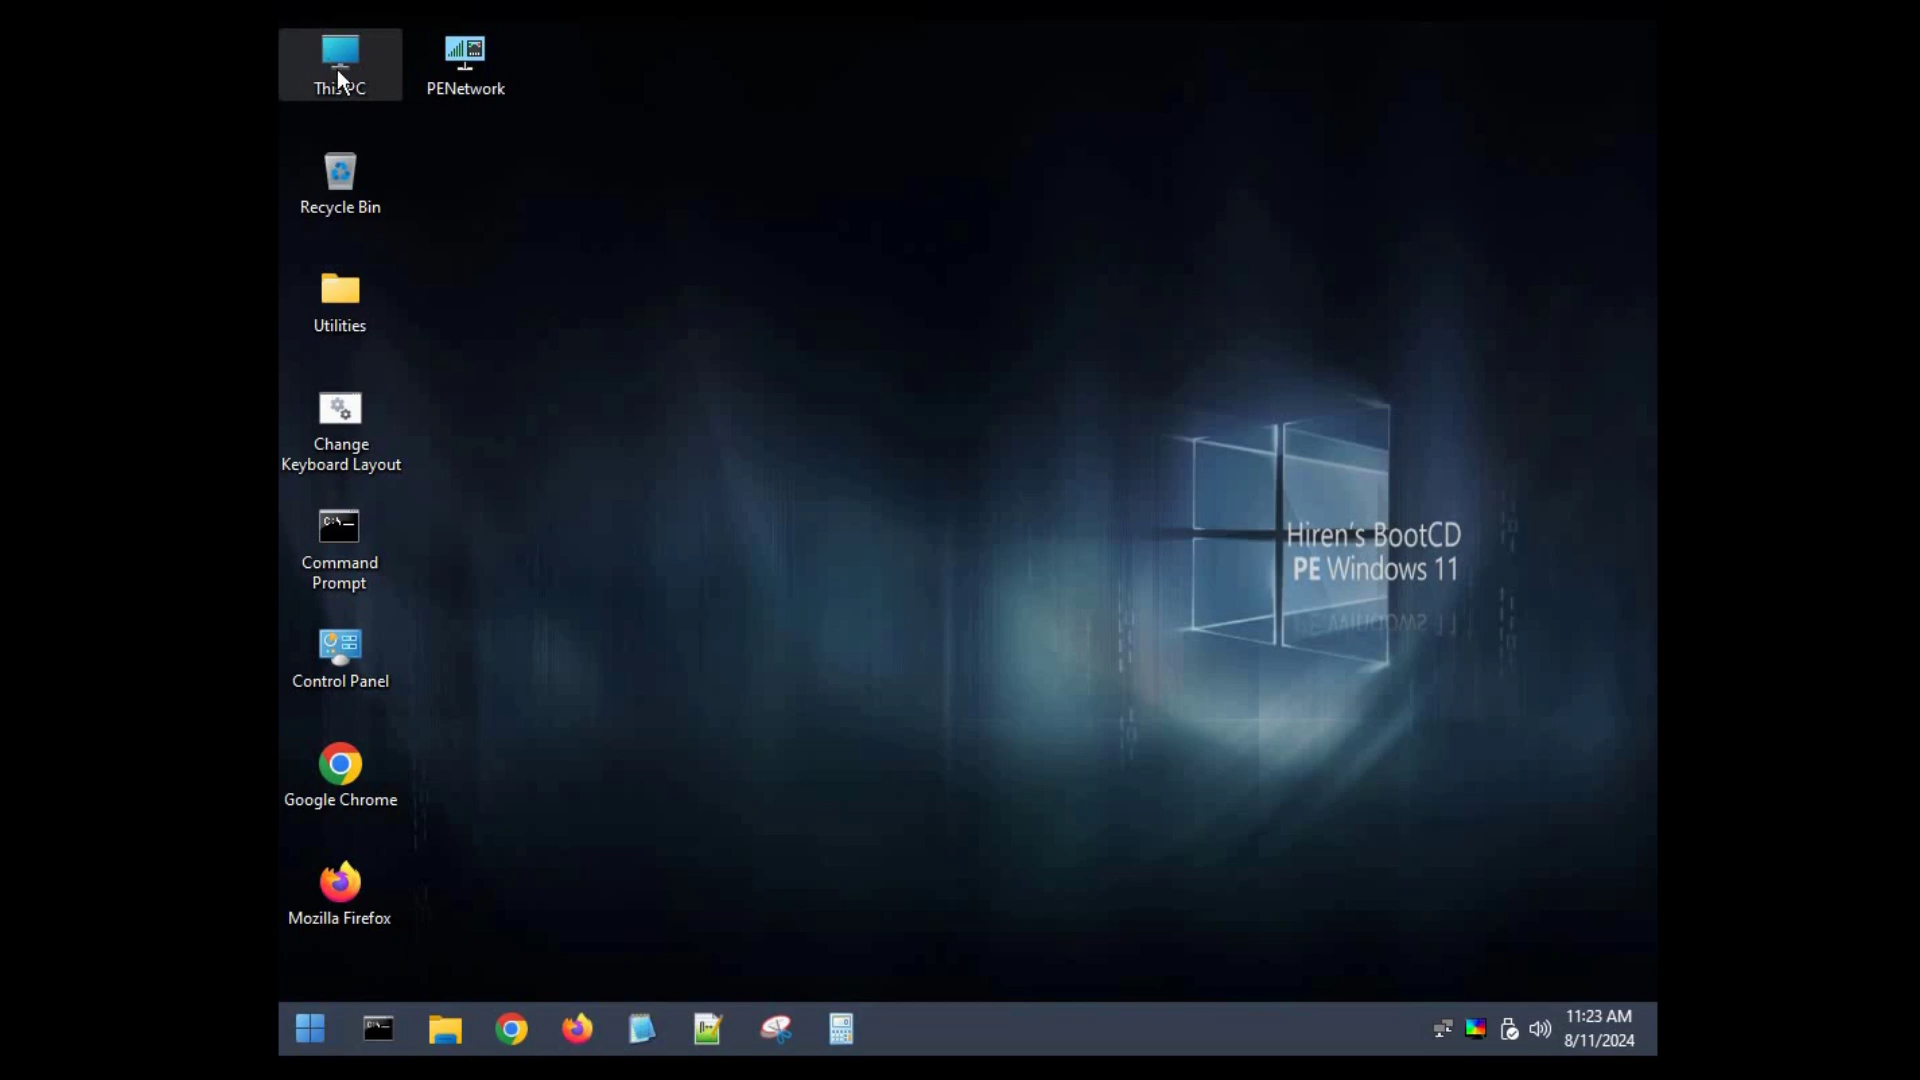 This PC
PENetwork
Recycle Bin
Utilities
Change
Keyboard Layout
C:\
Command
Prompt
Control Panel
Google Chrome
Mozilla Firefox
Hiren's BootCD
PE Windows 11
11:23 AM
8/11/2024